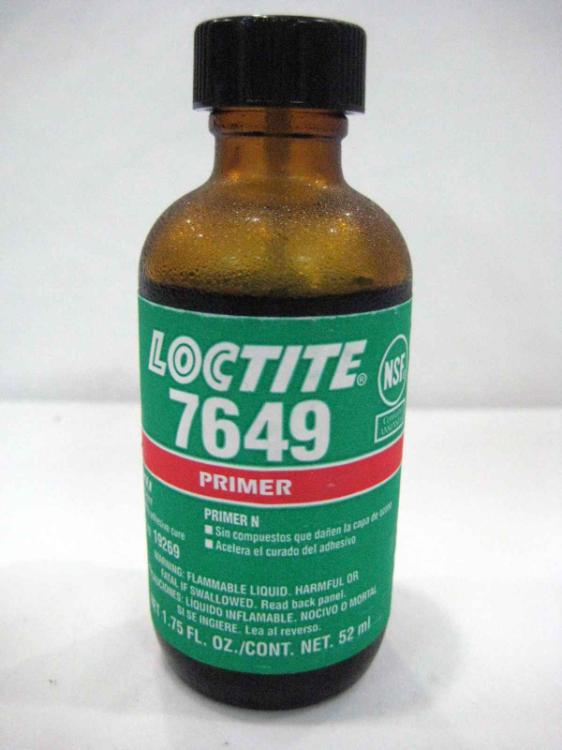 LOCTITE®
7649
NSF
PRIMER
PRIMER N
■ Sin compuestos que dañen la capa de ozono
■ Acelera el curado del adhesivo
adhesive cure
19269
WARNING: FLAMMABLE LIQUID. HARMFUL OR
FATAL IF SWALLOWED. Read back panel.
LÍQUIDO INFLAMABLE. NOCIVO O MORTAL
SI SE INGIERE. Lea al reverso.
1.75 FL. OZ./CONT. NET. 52 ml